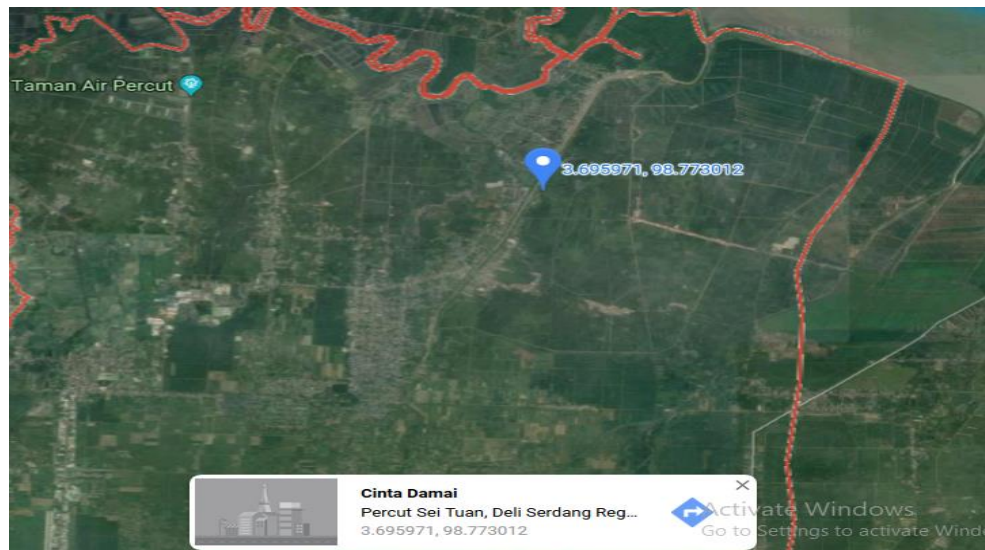 Taman Air Percut
3.695971, 98.773012
Cinta Damai
Percut Sei Tuan, Deli Serdang Reg...
3.695971, 98.773012
Activate Windows
Go to Settings to activate Wind